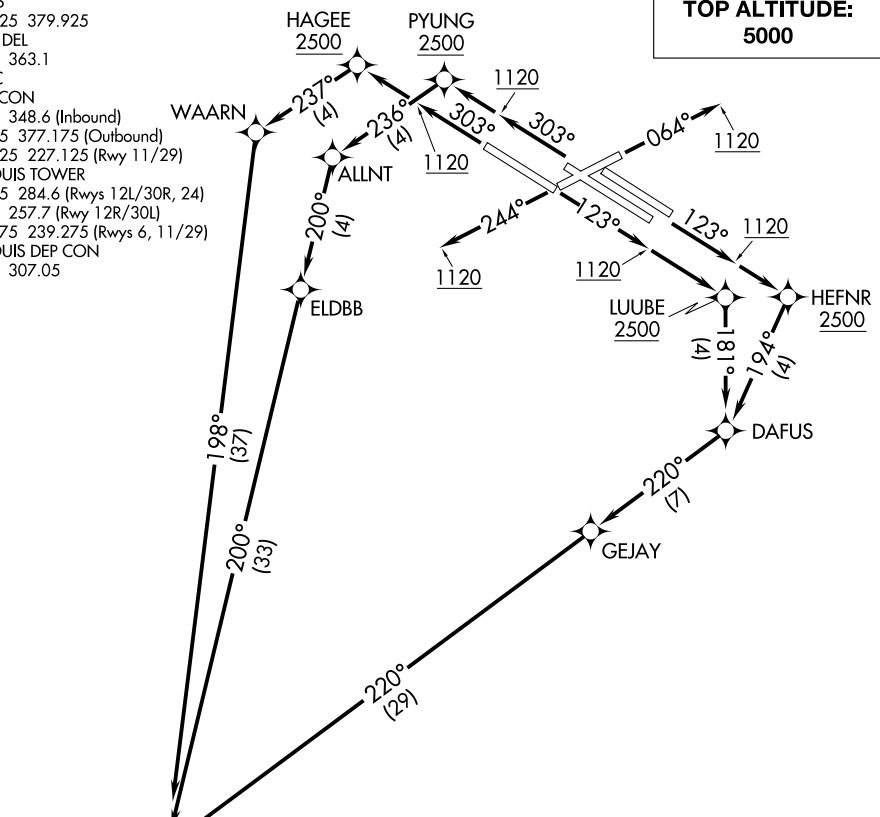 25 379.925
DEL
363.1
CON
348.6 (Inbound)
5 377.175 (Outbound)
25 227.125 (Rwy 11/29)
UIS TOWER
5 284.6 (Rwys 12L/30R, 24)
257.7 (Rwy 12R/30L)
75 239.275 (Rwys 6, 11/29)
UIS DEP CON
307.05
TOP ALTITUDE:
5000
HAGEE
2500
PYUNG
2500
WAARN
237°
(4)
236°
(4)
303°
1120
303°
1120
064°
1120
ALLNT
200°
(4)
244°
1120
123°
1120
123°
1120
ELDBB
LUUBE
2500
HEFNR
2500
181°
(4)
194°
(4)
DAFUS
198°
(37)
220°
(7)
GEJAY
200°
(33)
220°
(29)